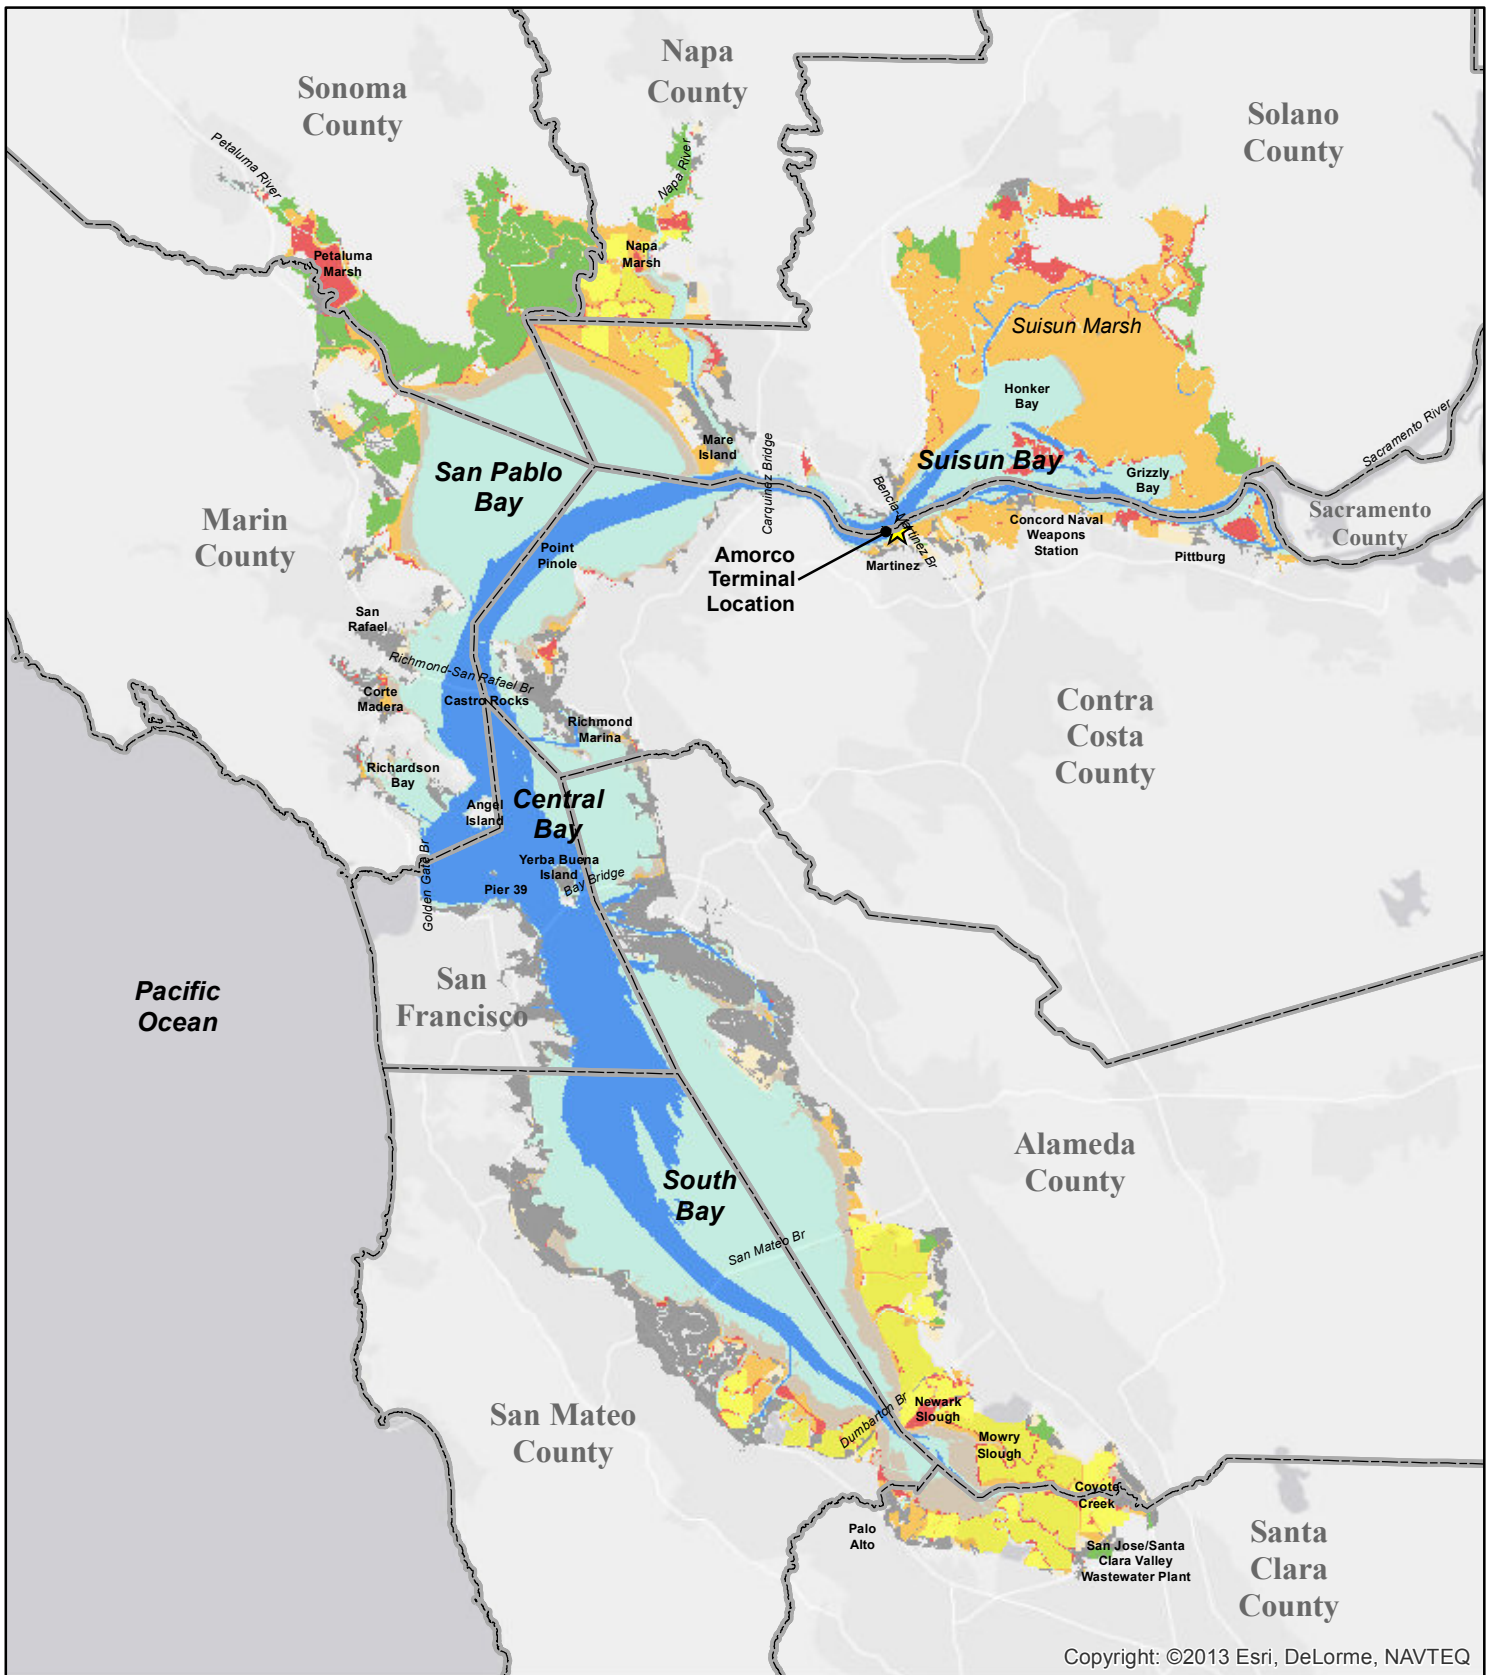 Napa
County
Sonoma
County
Solano
County
Petaluma River
Napa River
Petaluma
Marsh
Napa
Marsh
Suisun Marsh
Honker
Bay
Sacramento River
Mare
Island
Carquinez Bridge
San Pablo
Bay
Suisun Bay
Grizzly
Bay
Bencia-Martinez Br
Marin
County
Sacramento
County
Concord Naval
Weapons
Station
Pittburg
Point
Pinole
Amorco
Terminal
Location
Martinez
San
Rafael
Richmond-San Rafael Br
Corte
Madera
Castro Rocks
Richmond
Marina
Contra
Costa
County
Richardson
Bay
Angel
Island
Central
Bay
Golden Gate Br
Yerba Buena
Island
Bay Bridge
Pier 39
Pacific
Ocean
San
Francisco
Alameda
County
South
Bay
San Mateo Br
San Mateo
County
Dumbarton Br
Newark
Slough
Mowry
Slough
Coyote
Creek
Palo
Alto
San Jose/Santa
Clara Valley
Wastewater Plant
Santa
Clara
County
Copyright: ©2013 Esri, DeLorme, NAVTEQ